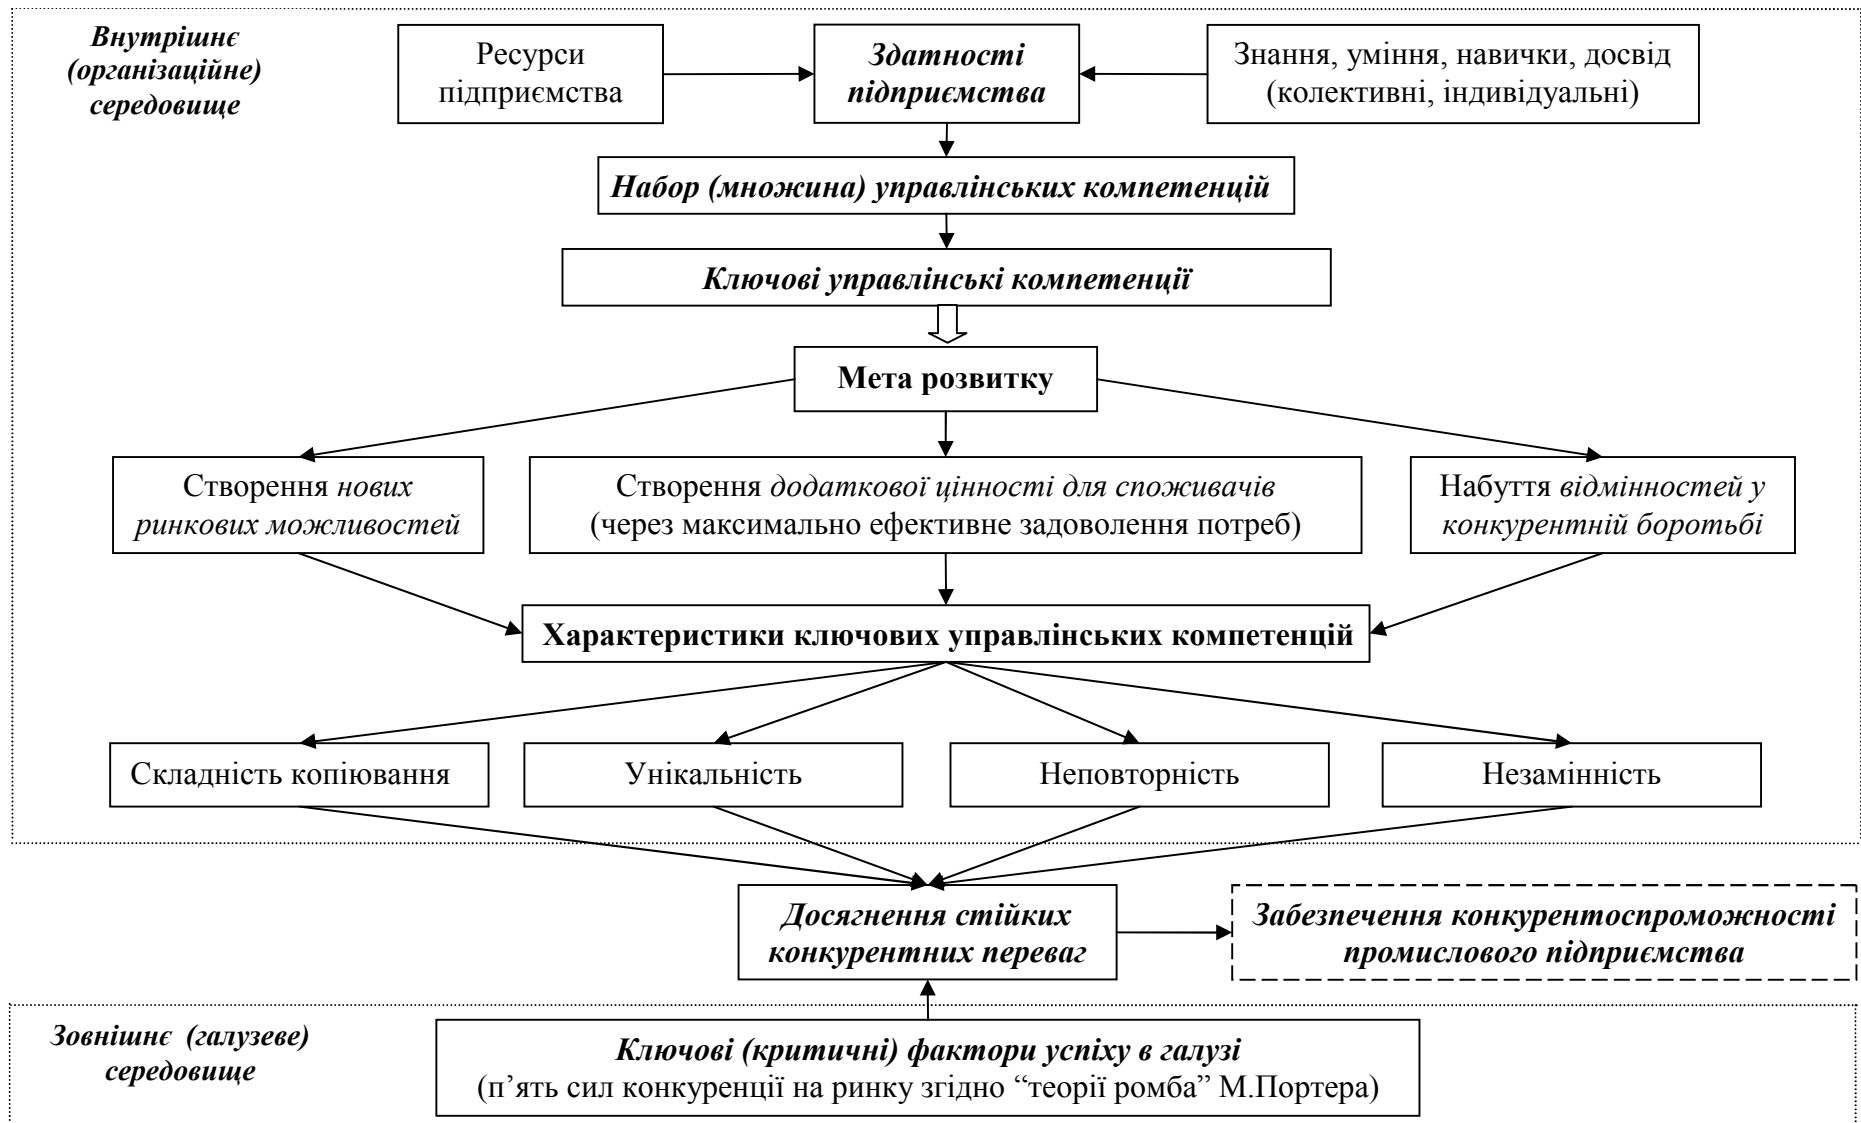 Внутрішнє
(організаційне)
середовище
Ресурси
підприємства
Здатності
підприємства
Знання, уміння, навички, досвід
(колективні, індивідуальні)
Набор (множина) управлінських компетенцій
Ключові управлінські компетенції
Мета розвитку
Створення нових
ринкових можливостей
Створення додаткової цінності для споживачів
(через максимально ефективне задоволення потреб)
Набуття відмінностей у
конкурентній боротьбі
Характеристики ключових управлінських компетенцій
Складність копіювання
Унікальність
Неповторність
Незамінність
Досягнення стійких
конкурентних переваг
Забезпечення конкурентоспроможності
промислового підприємства
Зовнішнє (галузеве)
середовище
Ключові (критичні) фактори успіху в галузі
(п’ять сил конкуренції на ринку згідно “теорії ромба” М.Портера)